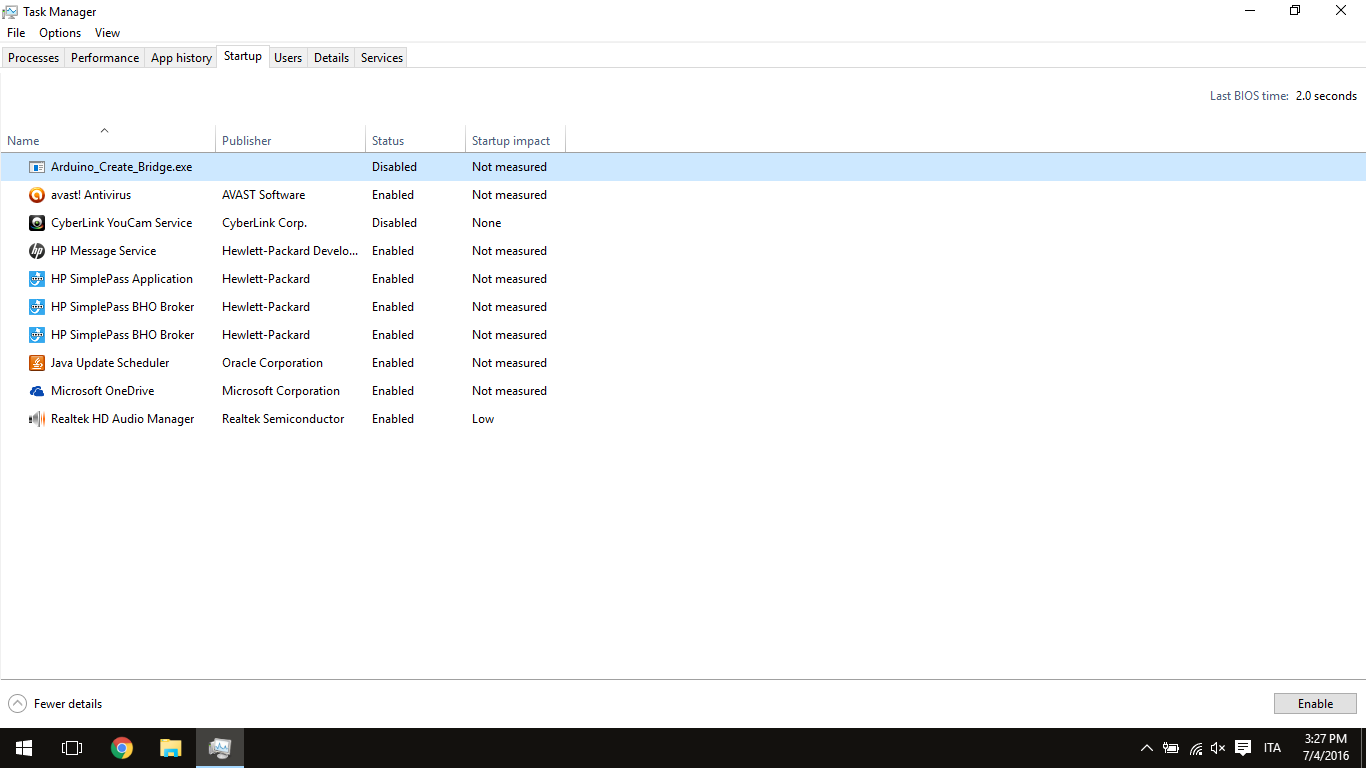 Task Manager
File Options View
Processes Performance App history Startup Users Details Services
Last BIOS time: 2.0 seconds
Name Publisher Status Startup impact
Arduino_Create_Bridge.exe Disabled Not measured
avast! Antivirus AVAST Software Enabled Not measured
CyberLink YouCam Service CyberLink Corp. Disabled None
hp HP Message Service Hewlett-Packard Develo... Enabled Not measured
HP SimplePass Application Hewlett-Packard Enabled Not measured
HP SimplePass BHO Broker Hewlett-Packard Enabled Not measured
HP SimplePass BHO Broker Hewlett-Packard Enabled Not measured
Java Update Scheduler Oracle Corporation Enabled Not measured
Microsoft OneDrive Microsoft Corporation Enabled Not measured
Realtek HD Audio Manager Realtek Semiconductor Enabled Low
Fewer details Enable
ITA 3:27 PM
7/4/2016